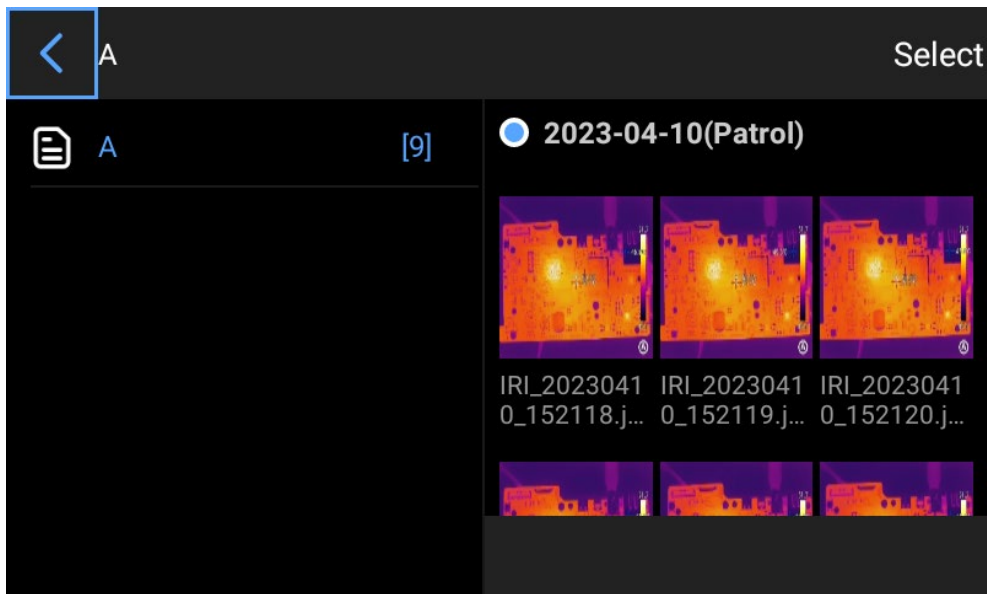 A
Select
A [9]
2023-04-10(Patrol)
IRI_2023041 IRI_2023041 IRI_2023041
0_152118.j... 0_152119.j... 0_152120.j...